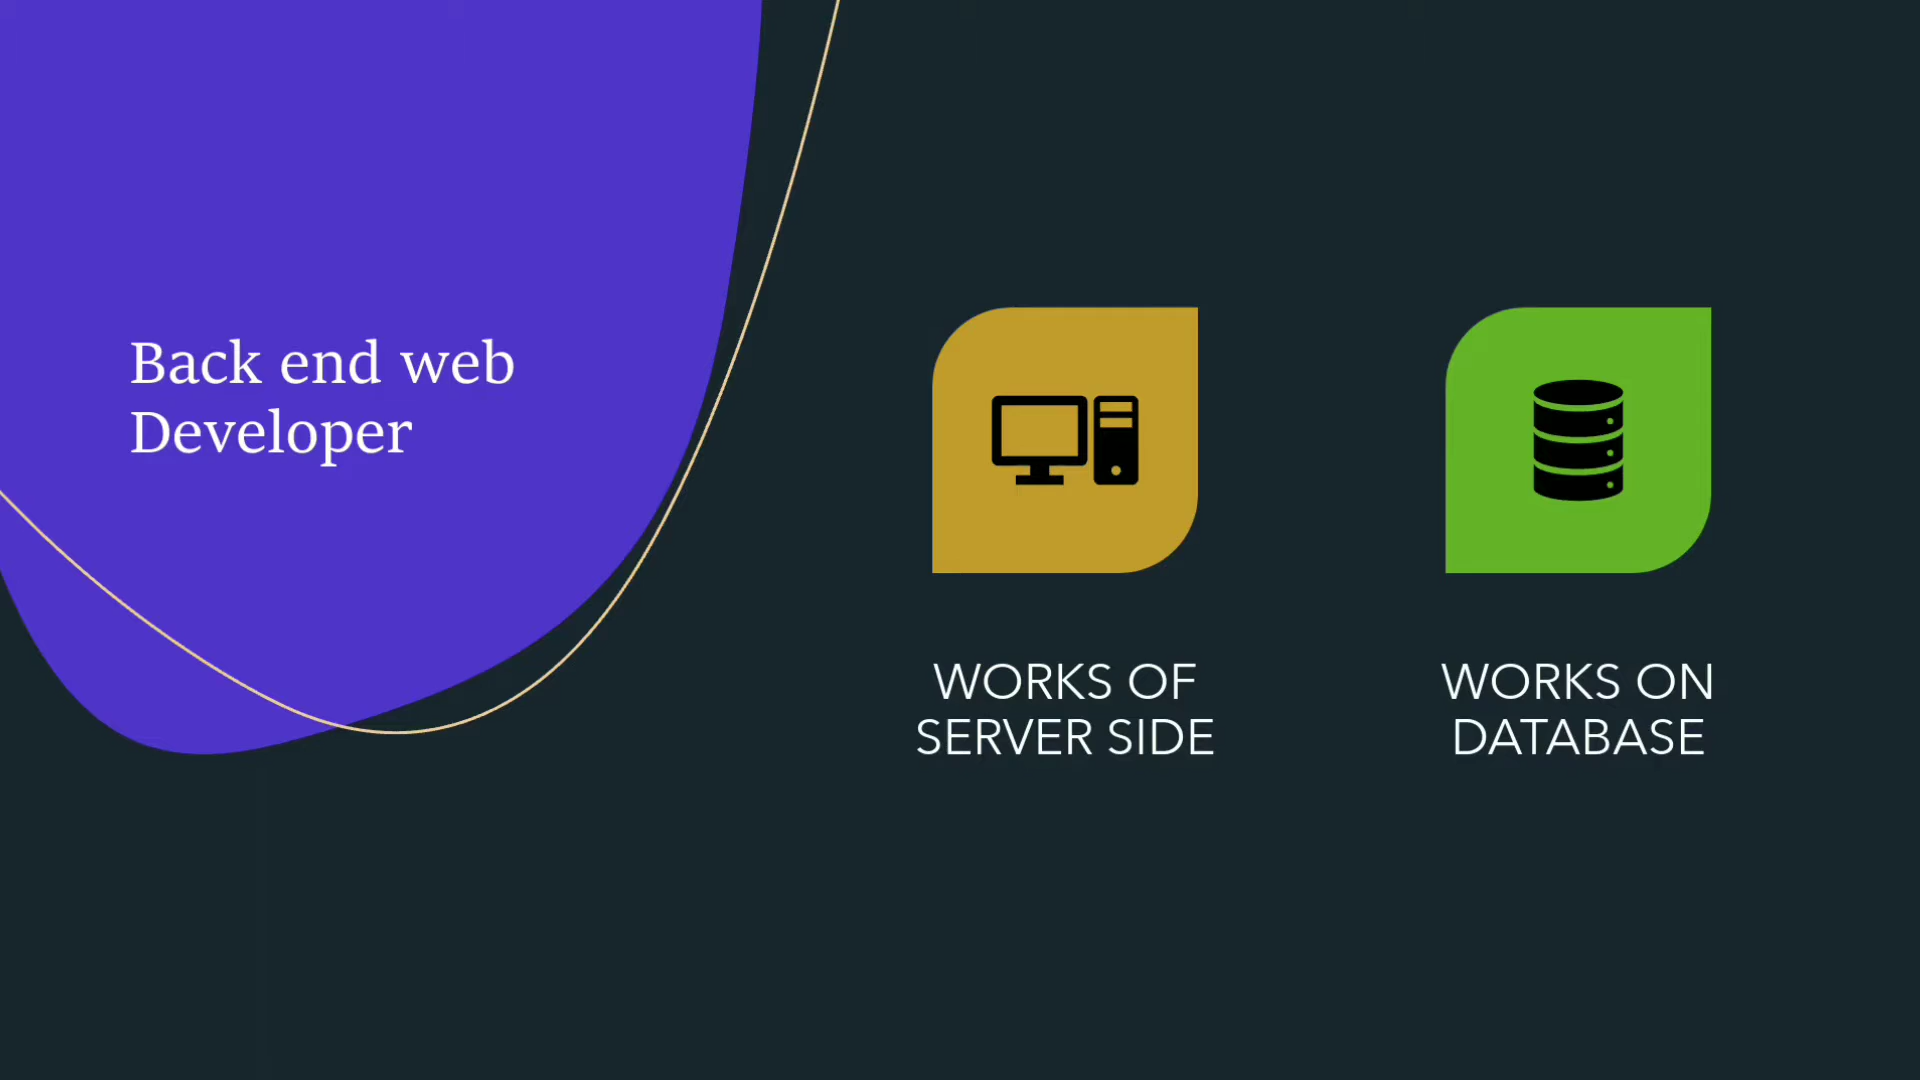 Back end web
Developer
WORKS OF
SERVER SIDE
WORKS ON
DATABASE